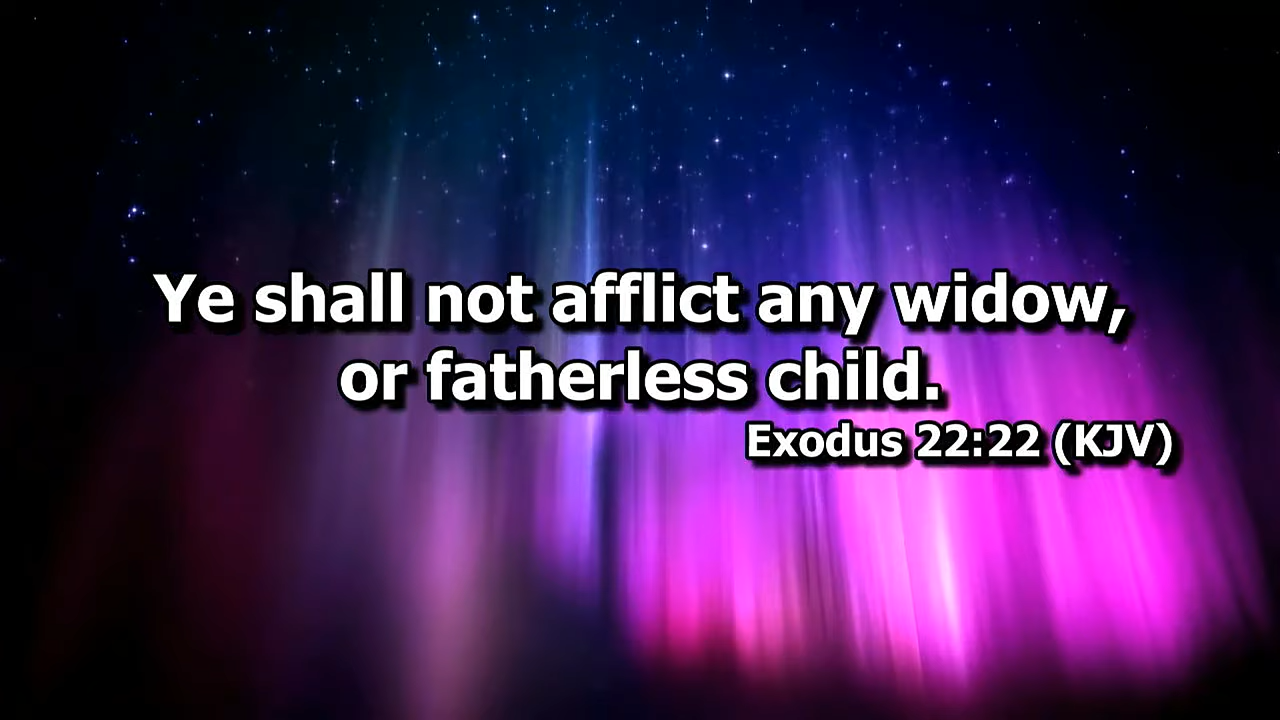 Ye shall not afflict any widow,
or fatherless child.
Exodus 22:22 (KJV)